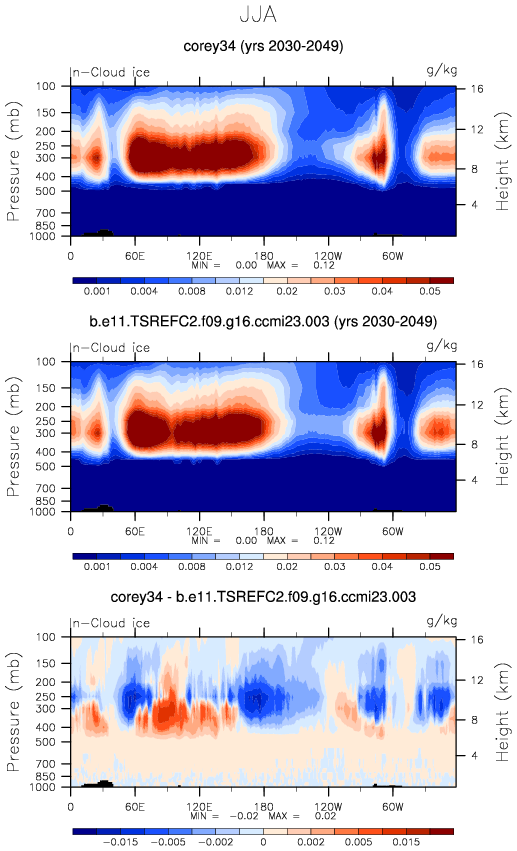 JJA
corey34 (yrs 2030-2049)
In-Cloud ice g/kg
Pressure (mb)
100
150
200
250
300
400
500
700
850
1000
16
12
8
4
Height (km)
0 60E 120E 180 120W 60W
MIN = 0.00 MAX = 0.12
0.001 0.004 0.008 0.012 0.02 0.03 0.04 0.05
b.e11.TSREFC2.f09.g16.ccmi23.003 (yrs 2030-2049)
In-Cloud ice g/kg
Pressure (mb)
100
150
200
250
300
400
500
700
850
1000
16
12
8
4
Height (km)
0 60E 120E 180 120W 60W
MIN = 0.00 MAX = 0.12
0.001 0.004 0.008 0.012 0.02 0.03 0.04 0.05
corey34 - b.e11.TSREFC2.f09.g16.ccmi23.003
In-Cloud ice g/kg
Pressure (mb)
100
150
200
250
300
400
500
700
850
1000
16
12
8
4
Height (km)
0 60E 120E 180 120W 60W
MIN = -0.02 MAX = 0.02
-0.015 -0.005 -0.002 0 0.002 0.005 0.015